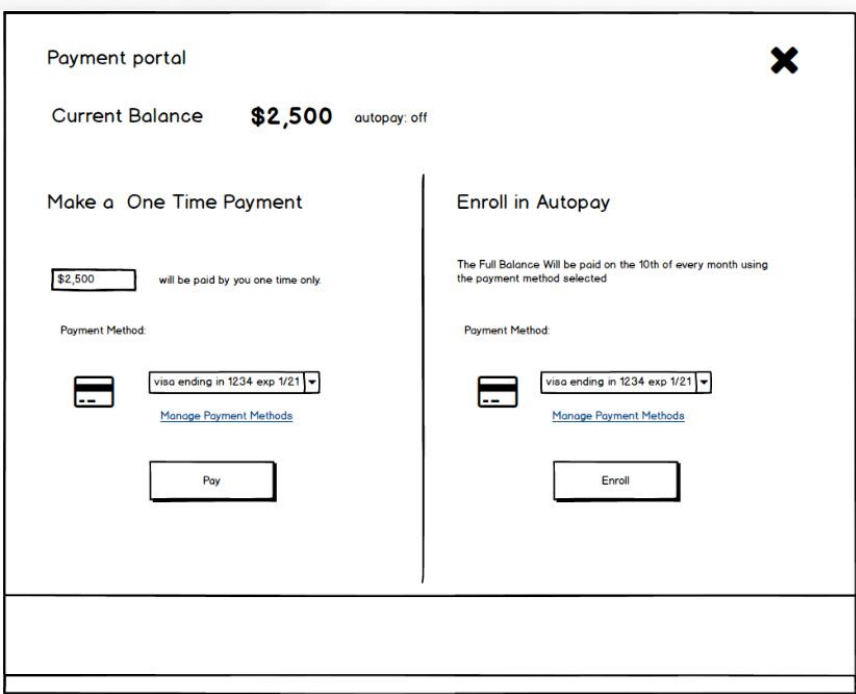 Payment portal
Current Balance $2,500 autopay: off
Make a One Time Payment
$2,500 will be paid by you one time only.
Payment Method:
visa ending in 1234 exp 1/21
Manage Payment Methods
Pay
Enroll in Autopay
The Full Balance Will be paid on the 10th of every month using
the payment method selected
Payment Method:
visa ending in 1234 exp 1/21
Manage Payment Methods
Enroll